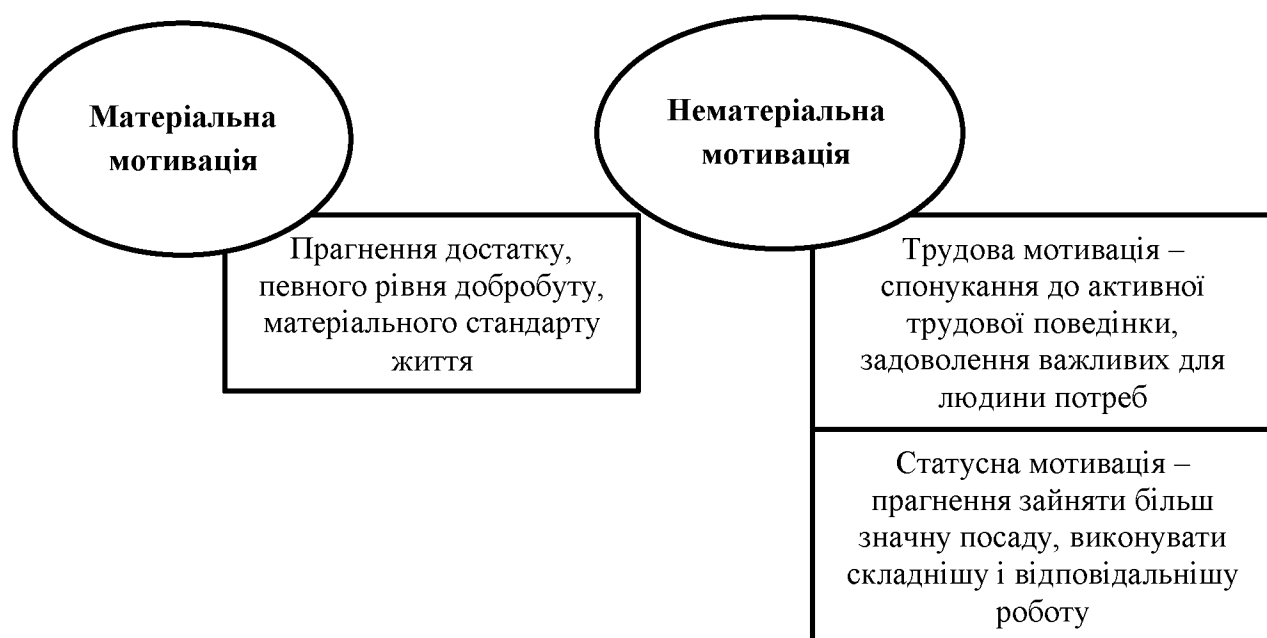 Матеріальна
мотивація
Нематеріальна
мотивація
Прагнення достатку,
певного рівня добробуту,
матеріального стандарту
життя
Трудова мотивація –
спонукання до активної
трудової поведінки,
задоволення важливих для
людини потреб
Статусна мотивація –
прагнення зайняти більш
значну посаду, виконувати
складнішу і відповідальнішу
роботу